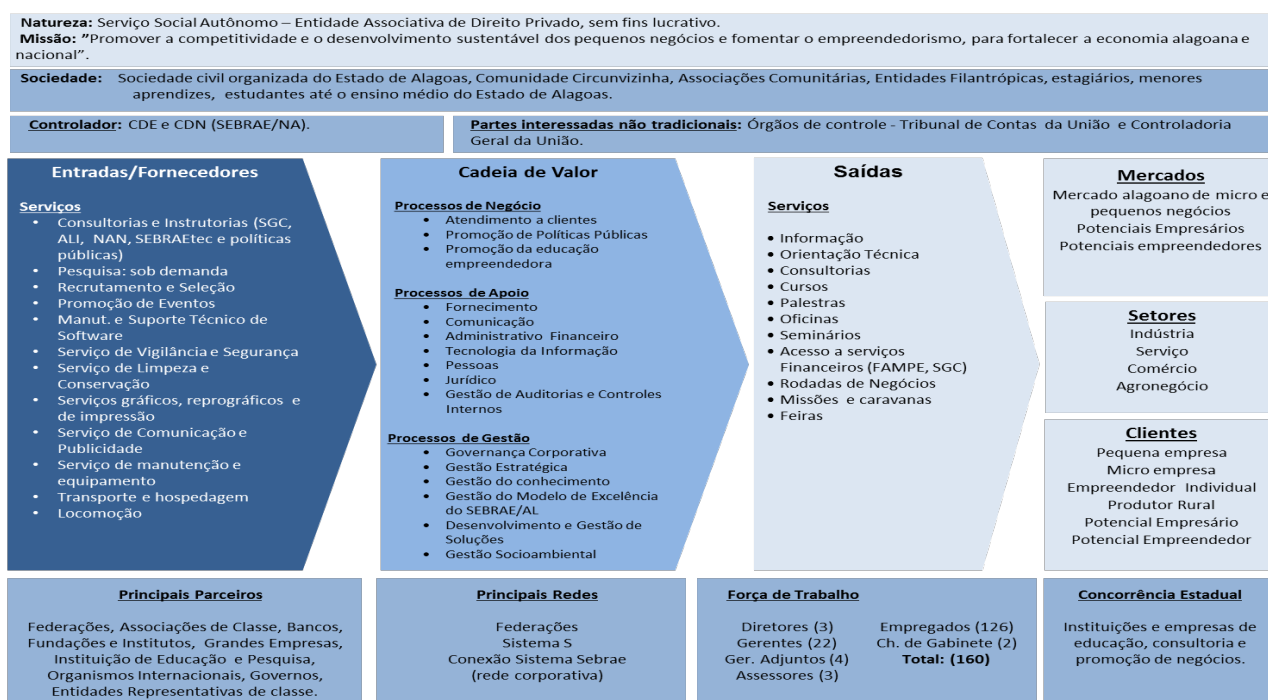 Natureza: Serviço Social Autônomo – Entidade Associativa de Direito Privado, sem fins lucrativo.
Missão: ”Promover a competitividade e o desenvolvimento sustentável dos pequenos negócios e fomentar o empreendedorismo, para fortalecer a economia alagoana e
nacional”.
Sociedade: Sociedade civil organizada do Estado de Alagoas, Comunidade Circunvizinha, Associações Comunitárias, Entidades Filantrópicas, estagiários, menores
aprendizes, estudantes até o ensino médio do Estado de Alagoas.
Controlador: CDE e CDN (SEBRAE/NA).
Partes interessadas não tradicionais: Órgãos de controle - Tribunal de Contas da União e Controladoria
Geral da União.
Entradas/Fornecedores
Serviços
• Consultorias e Instrutorias (SGC,
ALI, NAN, SEBRAEtec e políticas
públicas)
• Pesquisa: sob demanda
• Recrutamento e Seleção
• Promoção de Eventos
• Manut. e Suporte Técnico de
Software
• Serviço de Vigilância e Segurança
• Serviço de Limpeza e
Conservação
• Serviços gráficos, reprográficos e
de impressão
• Serviço de Comunicação e
Publicidade
• Serviço de manutenção e
equipamento
• Transporte e hospedagem
• Locomoção
Cadeia de Valor
Processos de Negócio
• Atendimento a clientes
• Promoção de Políticas Públicas
• Promoção da educação
empreendedora
Processos de Apoio
• Fornecimento
• Comunicação
• Administrativo Financeiro
• Tecnologia da Informação
• Pessoas
• Jurídico
• Gestão de Auditorias e Controles
Internos
Processos de Gestão
• Governança Corporativa
• Gestão Estratégica
• Gestão do conhecimento
• Gestão do Modelo de Excelência
do SEBRAE/AL
• Desenvolvimento e Gestão de
Soluções
• Gestão Socioambiental
Saídas
Serviços
• Informação
• Orientação Técnica
• Consultorias
• Cursos
• Palestras
• Oficinas
• Seminários
• Acesso a serviços
Financeiros (FAMPE, SGC)
• Rodadas de Negócios
• Missões e caravanas
• Feiras
Mercados
Mercado alagoano de micro e
pequenos negócios
Potenciais Empresários
Potenciais empreendedores
Setores
Indústria
Serviço
Comércio
Agronegócio
Clientes
Pequena empresa
Micro empresa
Empreendedor Individual
Produtor Rural
Potencial Empresário
Potencial Empreendedor
Principais Parceiros
Federações, Associações de Classe, Bancos,
Fundações e Institutos, Grandes Empresas,
Instituição de Educação e Pesquisa,
Organismos Internacionais, Governos,
Entidades Representativas de classe.
Principais Redes
Federações
Sistema S
Conexão Sistema Sebrae
(rede corporativa)
Força de Trabalho
Diretores (3)
Gerentes (22)
Ger. Adjuntos (4)
Assessores (3)
Empregados (126)
Ch. de Gabinete (2)
Total: (160)
Concorrência Estadual
Instituições e empresas de
educação, consultoria e
promoção de negócios.